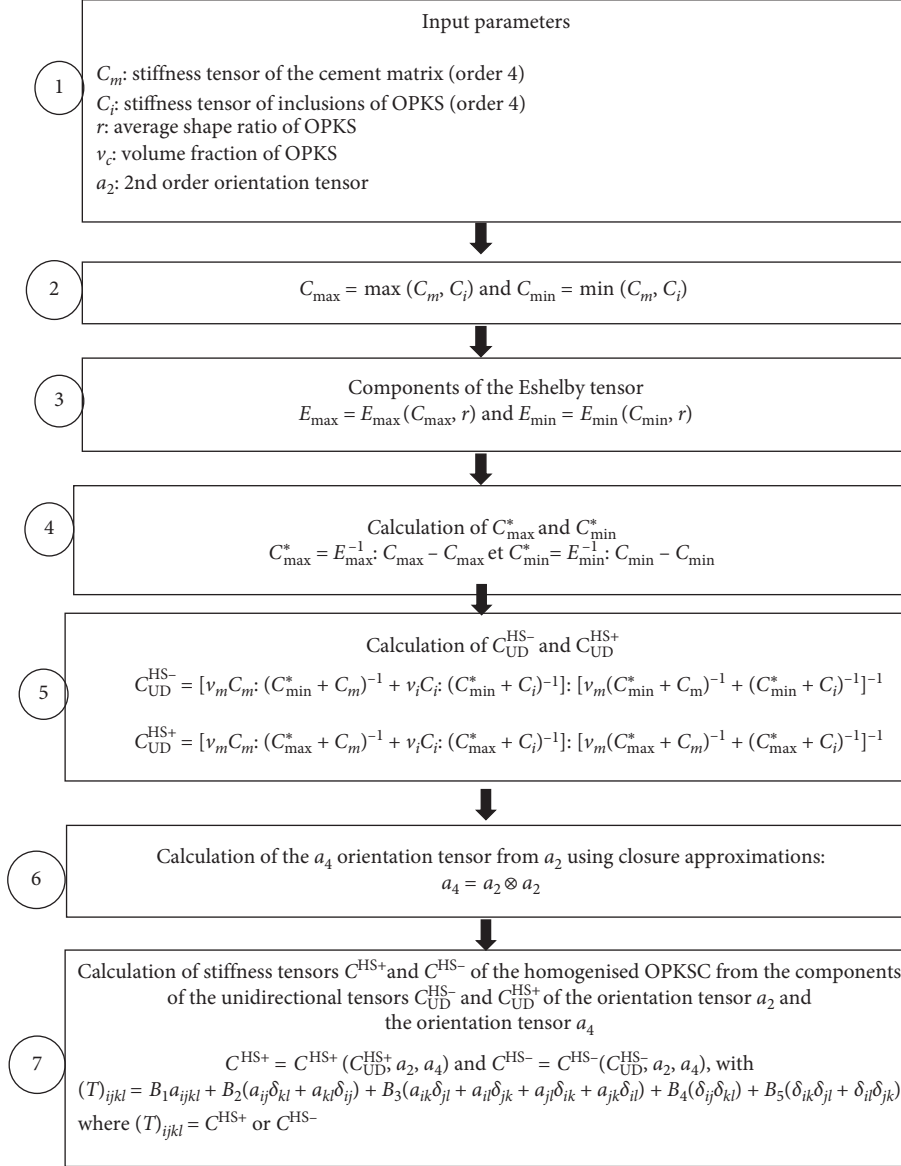 Input parameters
1
C_m: stiffness tensor of the cement matrix (order 4)
C_i: stiffness tensor of inclusions of OPKS (order 4)
r: average shape ratio of OPKS
v_c: volume fraction of OPKS
a_2: 2nd order orientation tensor
2
C_max = max (C_m, C_i) and C_min = min (C_m, C_i)
3
Components of the Eshelby tensor
E_max = E_max (C_max, r) and E_min = E_min (C_min, r)
4
Calculation of C*_max and C*_min
C*_max = E^{-1}_max: C_max – C_max et C*_min = E^{-1}_min: C_min – C_min
5
Calculation of C^{HS–}_UD and C^{HS+}_UD
C^{HS–}_UD = [v_m C_m: (C*_min + C_m)^{-1} + v_i C_i: (C*_min + C_i)^{-1}]: [v_m (C*_min + C_m)^{-1} + (C*_min + C_i)^{-1}]^{-1}
C^{HS+}_UD = [v_m C_m: (C*_max + C_m)^{-1} + v_i C_i: (C*_max + C_i)^{-1}]: [v_m (C*_max + C_m)^{-1} + (C*_max + C_i)^{-1}]^{-1}
6
Calculation of the a_4 orientation tensor from a_2 using closure approximations:
a_4 = a_2 ⊗ a_2
7
Calculation of stiffness tensors C^{HS+} and C^{HS–} of the homogenised OPKSC from the components
of the unidirectional tensors C^{HS–}_UD and C^{HS+}_UD of the orientation tensor a_2 and
the orientation tensor a_4
C^{HS+} = C^{HS+} (C^{HS+}_UD, a_2, a_4) and C^{HS–} = C^{HS–}(C^{HS–}_UD, a_2, a_4), with
(T)_ijkl = B_1 a_ijkl + B_2(a_ij δ_kl + a_kl δ_ij) + B_3(a_ik δ_jl + a_il δ_jk + a_jl δ_ik + a_jk δ_il) + B_4(δ_ij δ_kl) + B_5(δ_ik δ_jl + δ_il δ_jk)
where (T)_ijkl = C^{HS+} or C^{HS–}